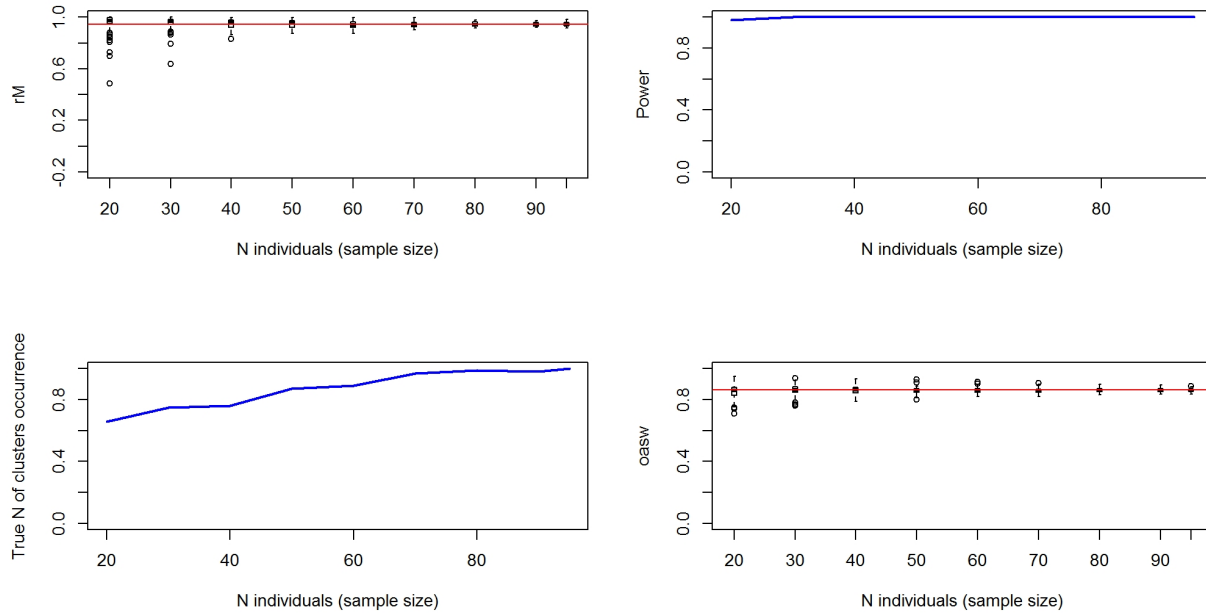 rM
-0.2 0.2 0.6 1.0
20 30 40 50 60 70 80 90
N individuals (sample size)
Power
0.0 0.4 0.8
20 40 60 80
N individuals (sample size)
True N of clusters occurrence
0.0 0.4 0.8
20 40 60 80
N individuals (sample size)
oasw
0.0 0.4 0.8
20 30 40 50 60 70 80 90
N individuals (sample size)